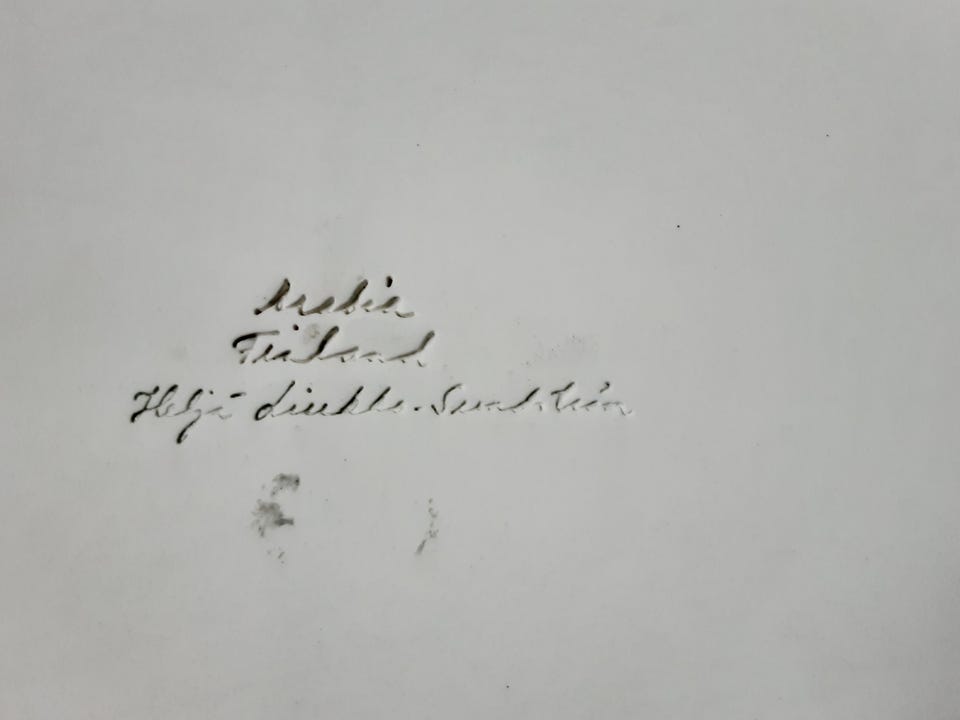 Arabia
Finland
Heljä Liukko-Sundström